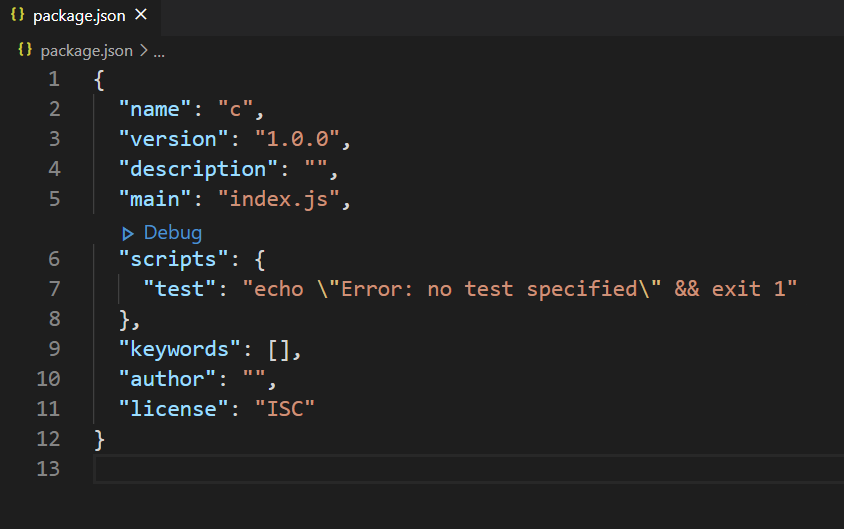 {} package.json ×
{} package.json > ...
1 {
2 "name": "c",
3 "version": "1.0.0",
4 "description": "",
5 "main": "index.js",
Debug
6 "scripts": {
7 "test": "echo \"Error: no test specified\" && exit 1"
8 },
9 "keywords": [],
10 "author": "",
11 "license": "ISC"
12 }
13